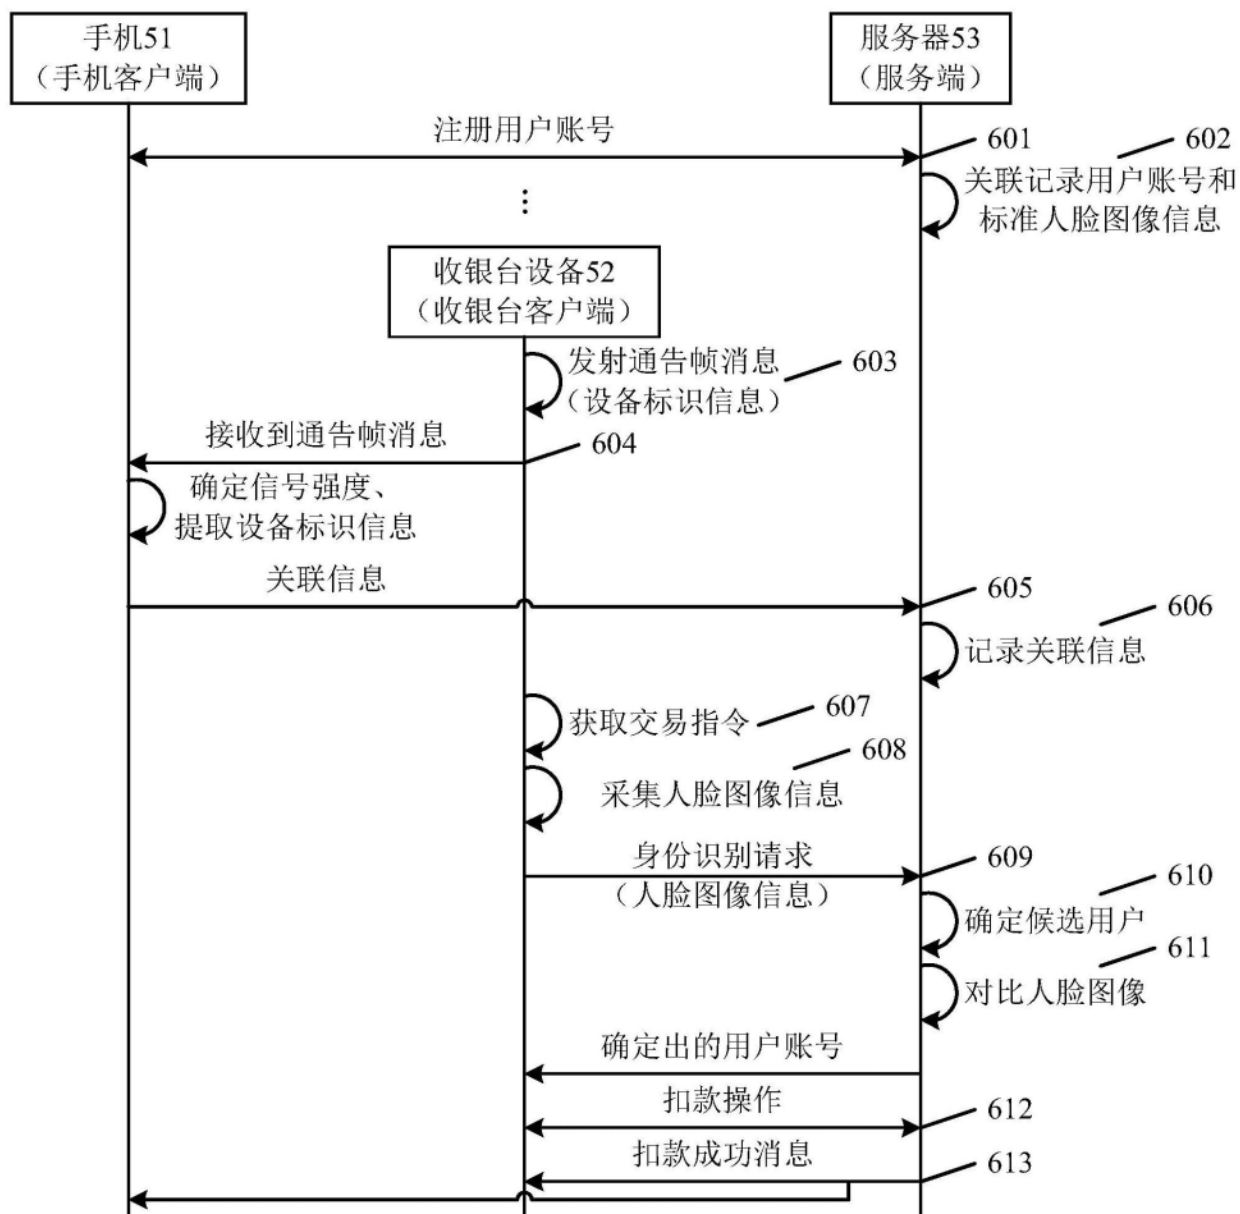 手机51
（手机客户端）
服务器53
（服务端）
注册用户账号
601
602
关联记录用户账号和
标准人脸图像信息
⋮
收银台设备52
（收银台客户端）
发射通告帧消息
（设备标识信息）
603
接收到通告帧消息
604
确定信号强度、
提取设备标识信息
关联信息
605
606
记录关联信息
获取交易指令
607
608
采集人脸图像信息
身份识别请求
（人脸图像信息）
609
610
确定候选用户
611
对比人脸图像
确定出的用户账号
扣款操作
612
扣款成功消息
613